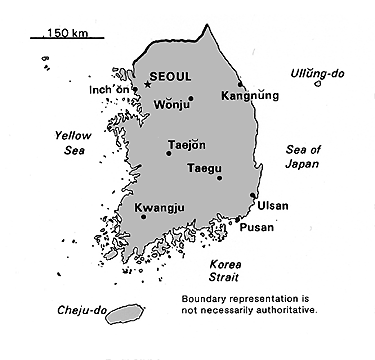 150 km
SEOUL
Inch'ŏn
Wŏnju
Kangnŭng
Ullŭng-do
Yellow
Sea
Taejŏn
Sea of
Japan
Taegu
Kwangju
Ulsan
Pusan
Korea
Strait
Cheju-do
Boundary representation is
not necessarily authoritative.